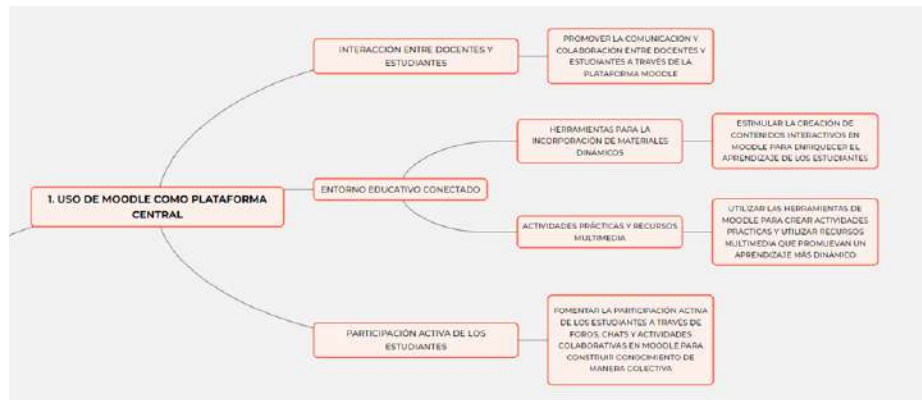 INTERACCIÓN ENTRE DOCENTES Y
ESTUDIANTES
PROMOVER LA COMUNICACIÓN Y
COLABORACIÓN ENTRE DOCENTES Y
ESTUDIANTES A TRAVÉS DE LA
PLATAFORMA MOODLE
1. USO DE MOODLE COMO PLATAFORMA
CENTRAL
ENTORNO EDUCATIVO CONECTADO
HERRAMIENTAS PARA LA
INCORPORACIÓN DE MATERIALES
DINÁMICOS
ESTIMULAR LA CREACIÓN DE
CONTENIDOS INTERACTIVOS EN
MOODLE PARA ENRIQUECER EL
APRENDIZAJE DE LOS ESTUDIANTES
ACTIVIDADES PRÁCTICAS Y RECURSOS
MULTIMEDIA
UTILIZAR LAS HERRAMIENTAS DE
MOODLE PARA CREAR ACTIVIDADES
PRÁCTICAS Y UTILIZAR RECURSOS
MULTIMEDIA QUE PROMUEVAN UN
APRENDIZAJE MÁS DINÁMICO
PARTICIPACIÓN ACTIVA DE LOS
ESTUDIANTES
FOMENTAR LA PARTICIPACIÓN ACTIVA
DE LOS ESTUDIANTES A TRAVÉS DE
FOROS, CHATS Y ACTIVIDADES
COLABORATIVAS EN MOODLE PARA
CONSTRUIR CONOCIMIENTO DE
MANERA COLECTIVA